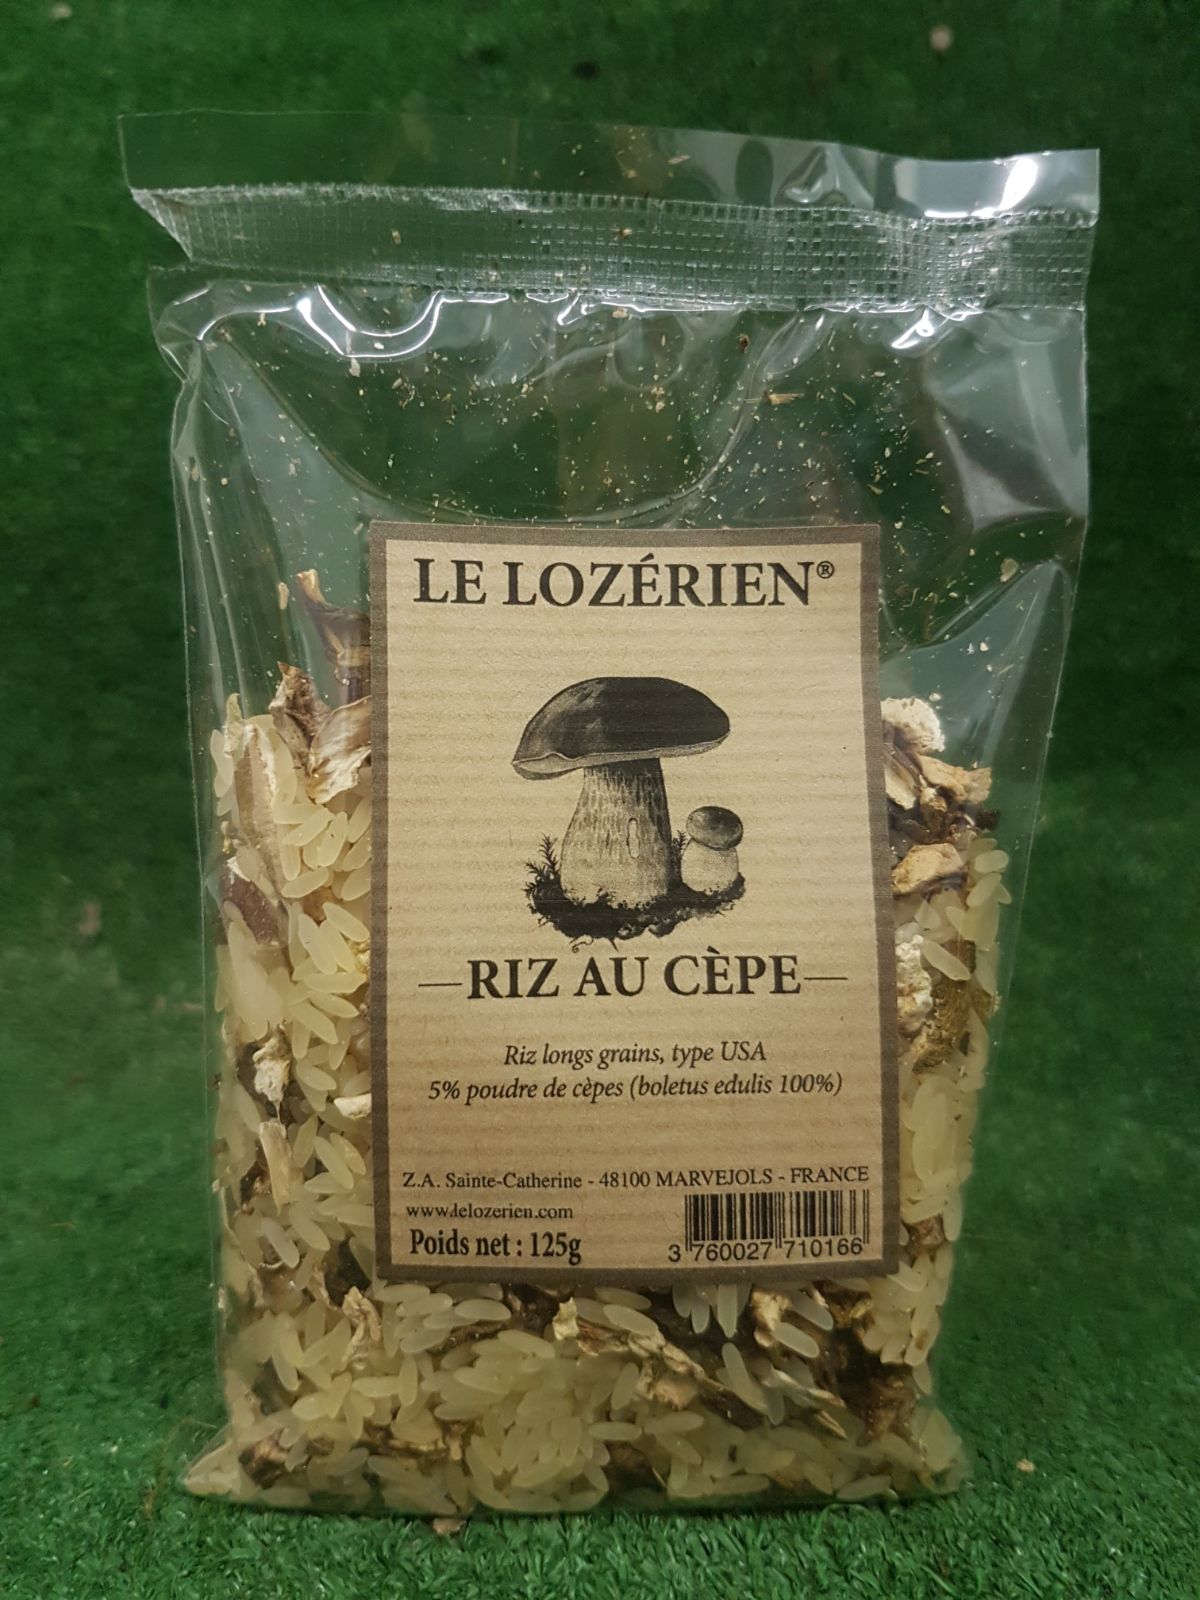 LE LOZÉRIEN®
—RIZ AU CÈPE—
Riz longs grains, type USA
5% poudre de cèpes (boletus edulis 100%)
Z.A. Sainte-Catherine - 48100 MARVEJOLS - FRANCE
www.lelozerien.com
Poids net : 125g
3 760027 710166